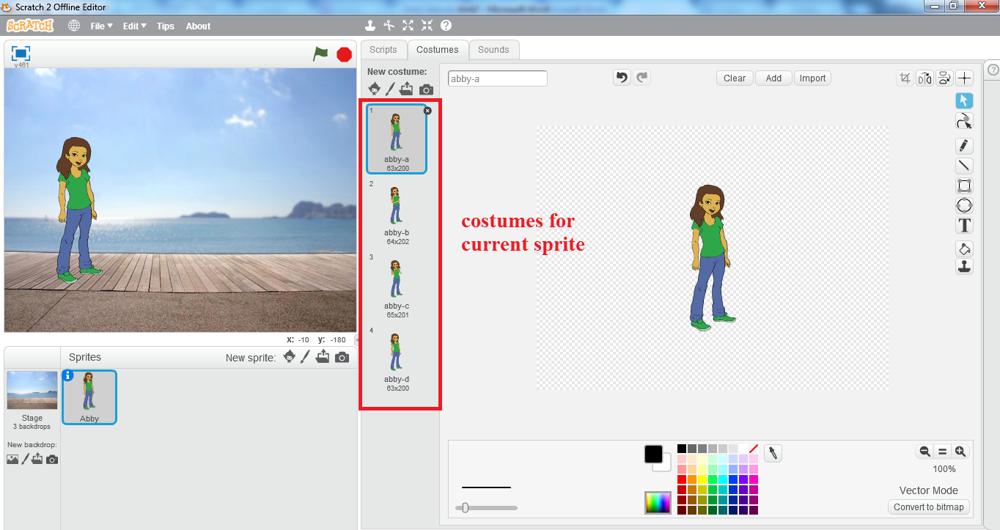 Scratch 2 Offline Editor
SCRATCH
File
Edit
Tips
About
v461
Scripts
Costumes
Sounds
New costume:
abby-a
Clear
Add
Import
1
abby-a
63x200
2
abby-b
64x202
3
abby-c
65x201
4
abby-d
63x200
costumes for
current sprite
T
x: -10 y: -180
Sprites
New sprite:
Stage
3 backdrops
New backdrop:
Abby
100%
Vector Mode
Convert to bitmap